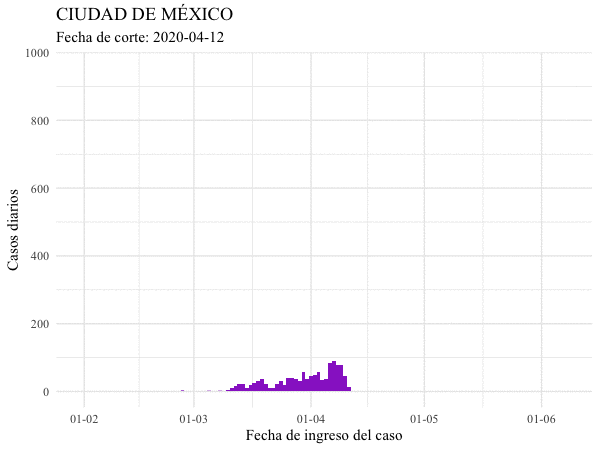 CIUDAD DE MÉXICO
Fecha de corte: 2020-04-12
1000
800
600
400
200
0
Casos diarios
01-02 01-03 01-04 01-05 01-06
Fecha de ingreso del caso